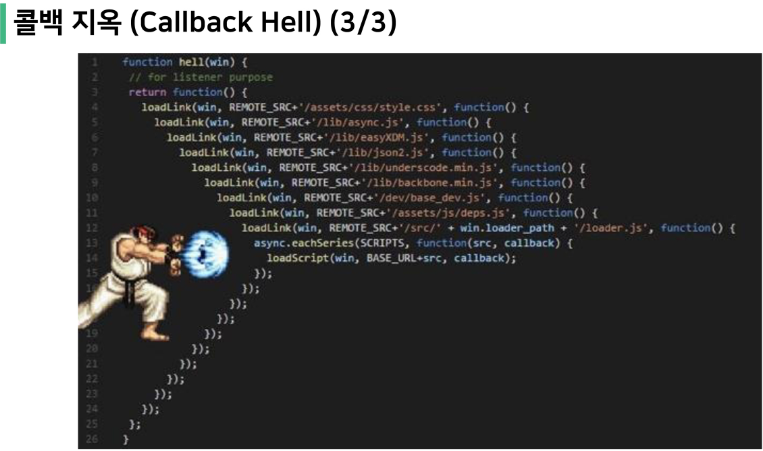 콜백 지옥 (Callback Hell) (3/3)
1 function hell(win) {
2 // for listener purpose
3 return function() {
4 loadLink(win, REMOTE_SRC+'/assets/css/style.css', function() {
5 loadLink(win, REMOTE_SRC+'/lib/async.js', function() {
6 loadLink(win, REMOTE_SRC+'/lib/easyXDM.js', function() {
7 loadLink(win, REMOTE_SRC+'/lib/json2.js', function() {
8 loadLink(win, REMOTE_SRC+'/lib/underscode.min.js', function() {
9 loadLink(win, REMOTE_SRC+'/lib/backbone.min.js', function() {
10 loadLink(win, REMOTE_SRC+'/dev/base_dev.js', function() {
11 loadLink(win, REMOTE_SRC+'/assets/js/deps.js', function() {
12 loadLink(win, REMOTE_SRC+'/src/' + win.loader_path + '/loader.js', function() {
13 async.eachSeries(SCRIPTS, function(src, callback) {
14 loadScript(win, BASE_URL+src, callback);
15 });
});
});
});
19 });
20 });
21 });
22 });
23 });
24 });
25 };
26 }